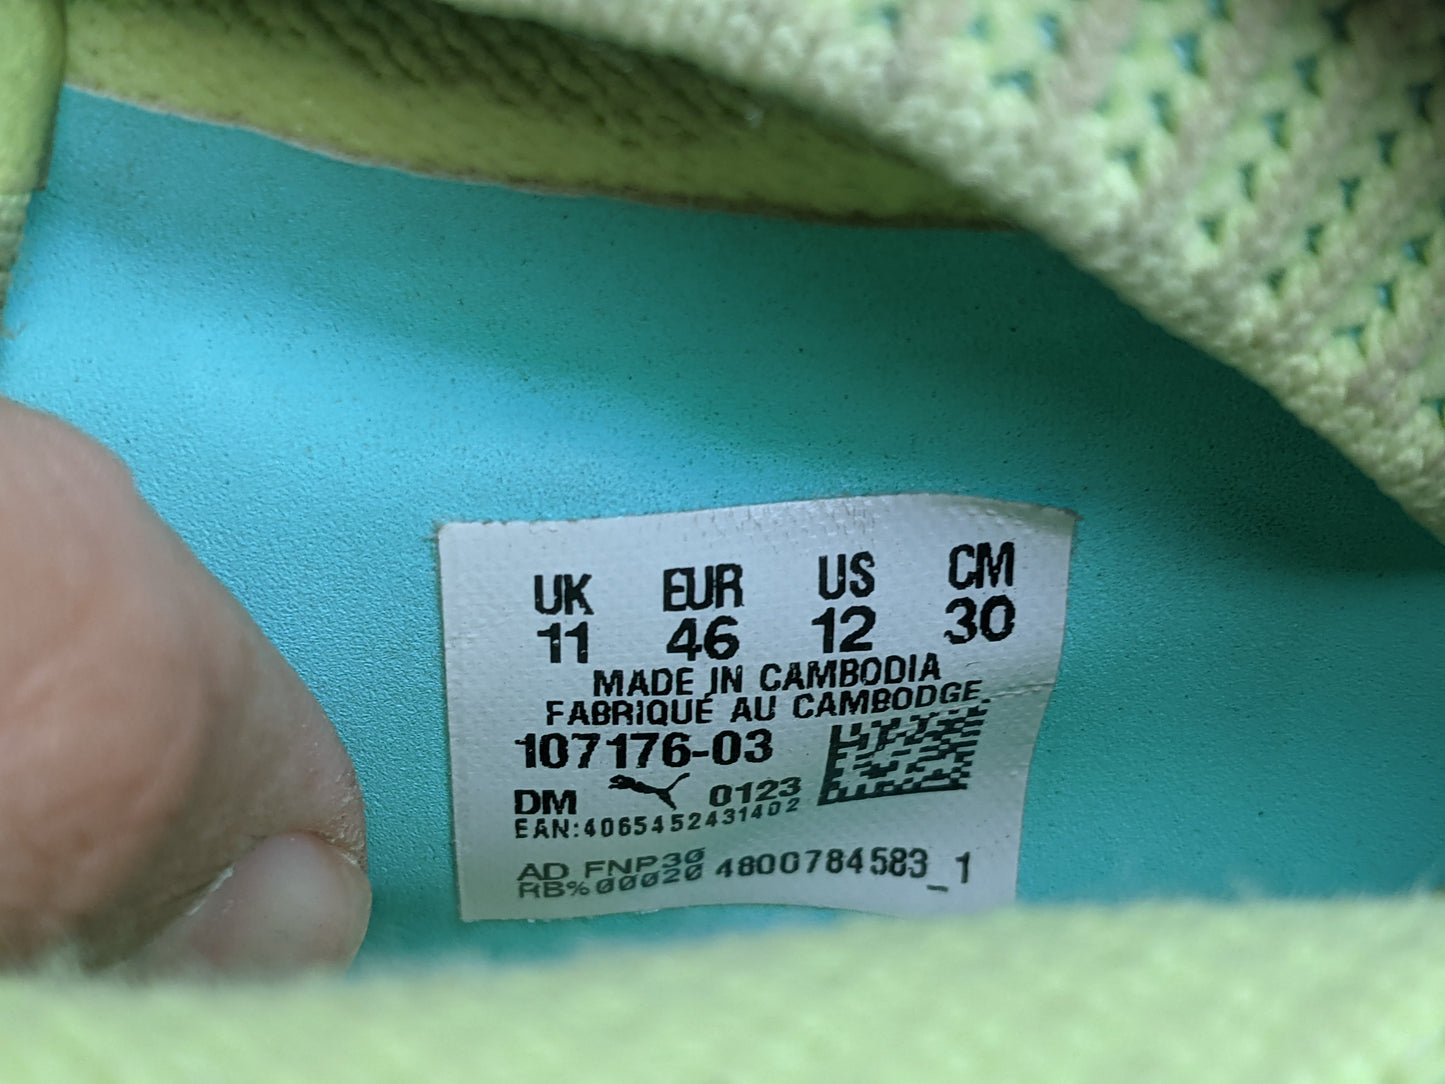 UK EUR US CM
11 46 12 30
MADE IN CAMBODIA
FABRIQUÉ AU CAMBODGE
107176-03
DM 0123
EAN:4065452431402
AD FNP30
RB%00020 4800784583_1